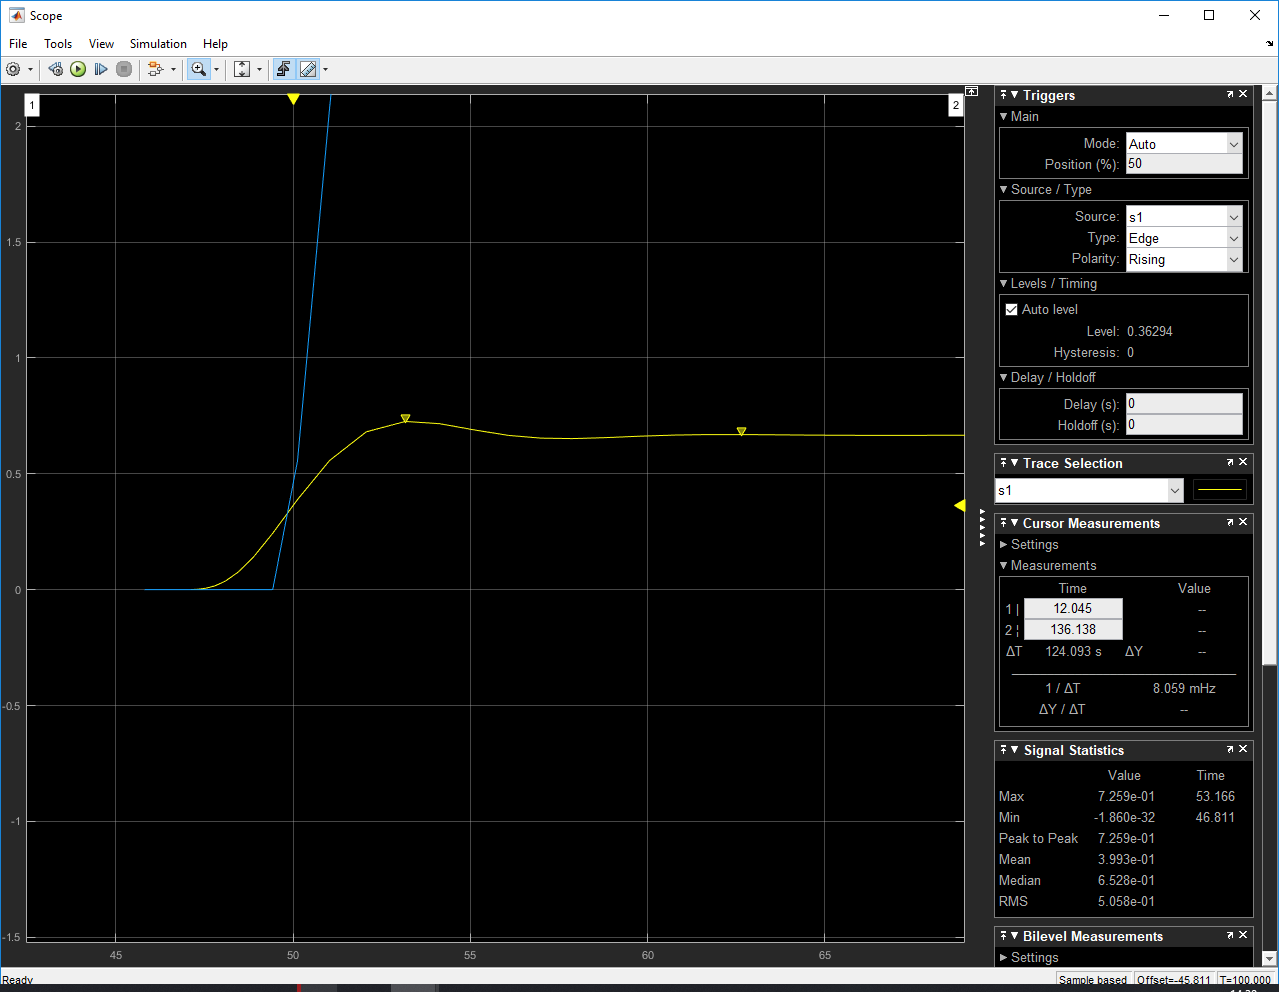 Scope
File Tools View Simulation Help
1
2
2
1.5
1
0.5
0
-0.5
-1
-1.5
45 50 55 60 65
Triggers
Main
Mode: Auto
Position (%): 50
Source / Type
Source: s1
Type: Edge
Polarity: Rising
Levels / Timing
Auto level
Level: 0.36294
Hysteresis: 0
Delay / Holdoff
Delay (s): 0
Holdoff (s): 0
Trace Selection
s1
Cursor Measurements
Settings
Measurements
Time Value
1 | 12.045 --
2 ¦ 136.138 --
ΔT 124.093 s ΔY --
1 / ΔT 8.059 mHz
ΔY / ΔT --
Signal Statistics
Value Time
Max 7.259e-01 53.166
Min -1.860e-32 46.811
Peak to Peak 7.259e-01
Mean 3.993e-01
Median 6.528e-01
RMS 5.058e-01
Bilevel Measurements
Settings
Ready
Sample based Offset=-45.811 T=100.000